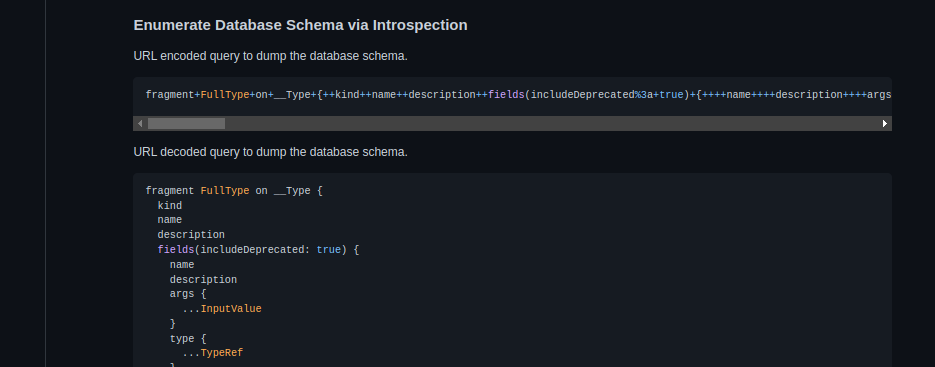 Enumerate Database Schema via Introspection
URL encoded query to dump the database schema.
fragment+FullType+on+__Type+{++kind++name++description++fields(includeDeprecated%3a+true)+{++++name++++description++++args
URL decoded query to dump the database schema.
fragment FullType on __Type {
kind
name
description
fields(includeDeprecated: true) {
name
description
args {
...InputValue
}
type {
...TypeRef
}